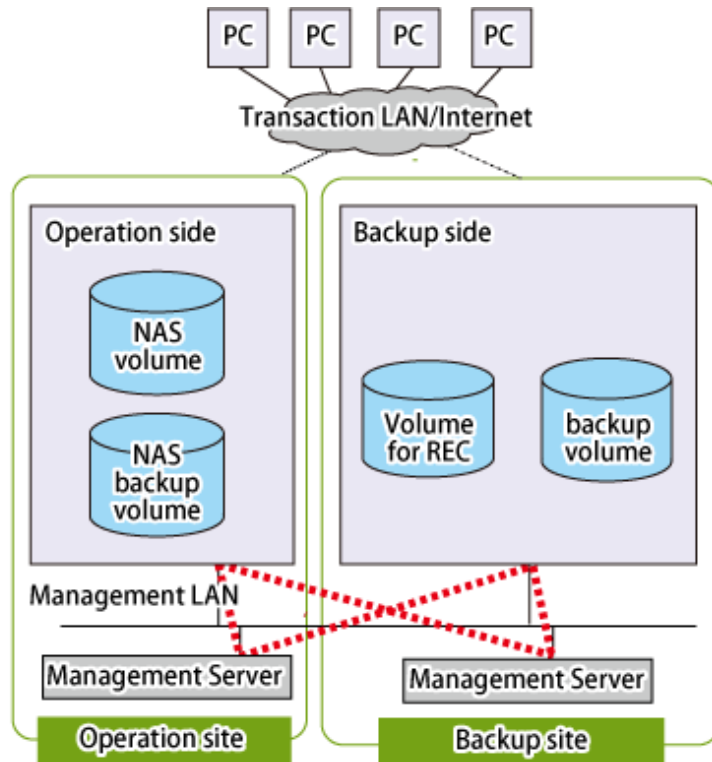 PC PC PC PC
Transaction LAN/Internet
Operation side
NAS
volume
NAS
backup
volume
Backup side
Volume
for REC
backup
volume
Management LAN
Management Server
Management Server
Operation site
Backup site